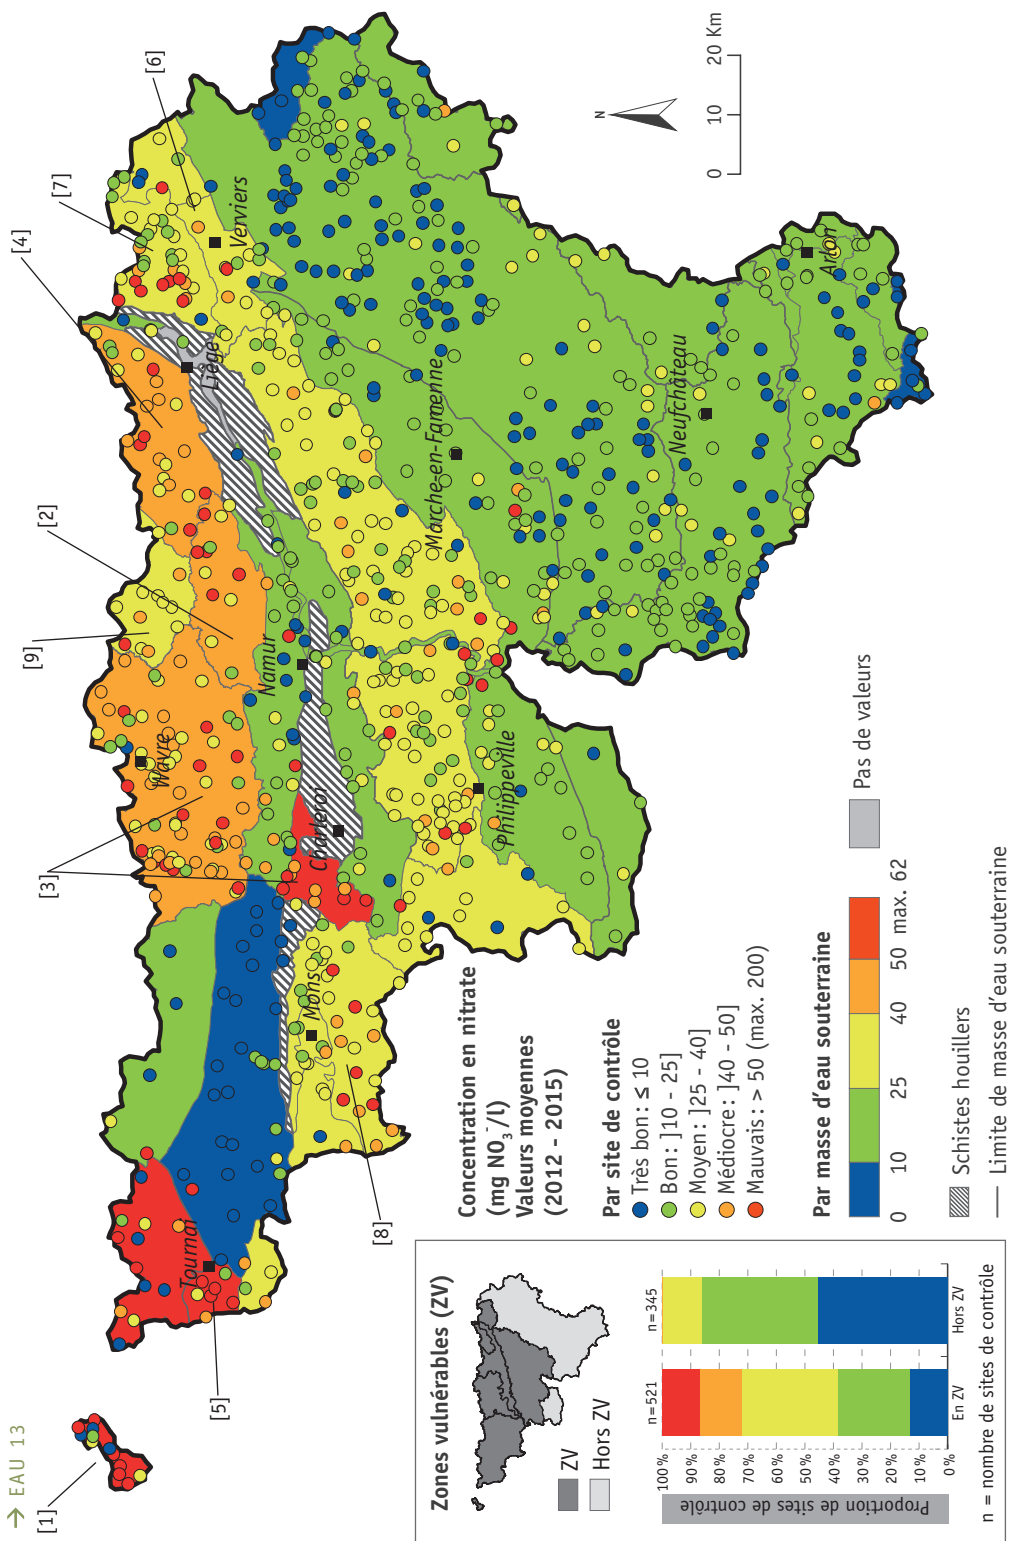 → EAU 13
[1]
[5]
[8]
[3]
[9]
[2]
[4]
[7]
[6]
Tournai
Mons
Charleroi
Wavre
Namur
Liège
Verviers
Philippeville
Marche-en-Famenne
Neufchâteau
Arlon
N
0 10 20 Km
Concentration en nitrate
(mg NO₃⁻/l)
Valeurs moyennes
(2012 - 2015)
Par site de contrôle
Très bon : ≤ 10
Bon : ]10 - 25]
Moyen : ]25 - 40]
Médiocre : ]40 - 50]
Mauvais : > 50 (max. 200)
Par masse d'eau souterraine
0 10 25 40 50 max. 62
Pas de valeurs
Schistes houillers
Limite de masse d'eau souterraine
Zones vulnérables (ZV)
ZV
Hors ZV
Proportion de sites de contrôle
100%
90%
80%
70%
60%
50%
40%
30%
20%
10%
0%
n=521
n=345
En ZV
Hors ZV
n = nombre de sites de contrôle